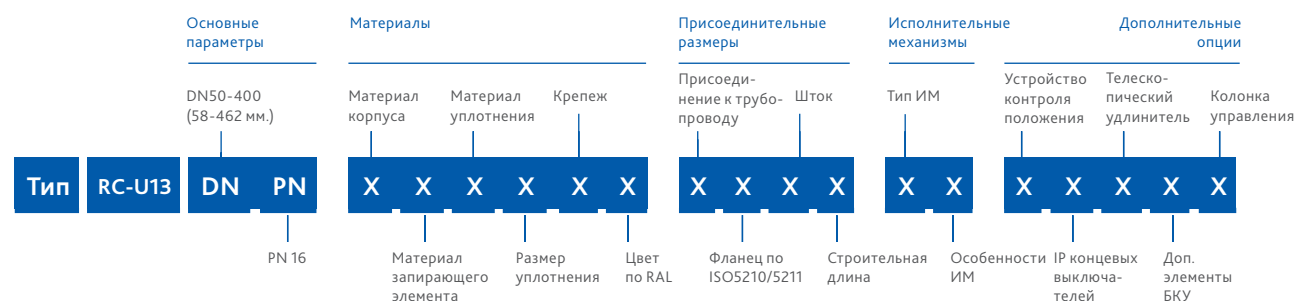 Основные
параметры
Материалы
Присоединительные
размеры
Исполнительные
механизмы
Дополнительные
опции
DN50-400
(58-462 мм.)
Материал
корпуса
Материал
уплотнения
Крепеж
Присоеди-
нение к трубо-
проводу
Шток
Тип ИМ
Устройство
контроля
положения
Телеско-
пический
удлинитель
Колонка
управления
Тип RC-U13 DN PN X X X X X X X X X X X X X X X X X
PN 16
Материал
запирающего
элемента
Размер
уплотнения
Цвет
по RAL
Фланец по
ISO5210/5211
Строительная
длина
Особенности
ИМ
IP концевых
выключа-
телей
Доп.
элементы
БКУ